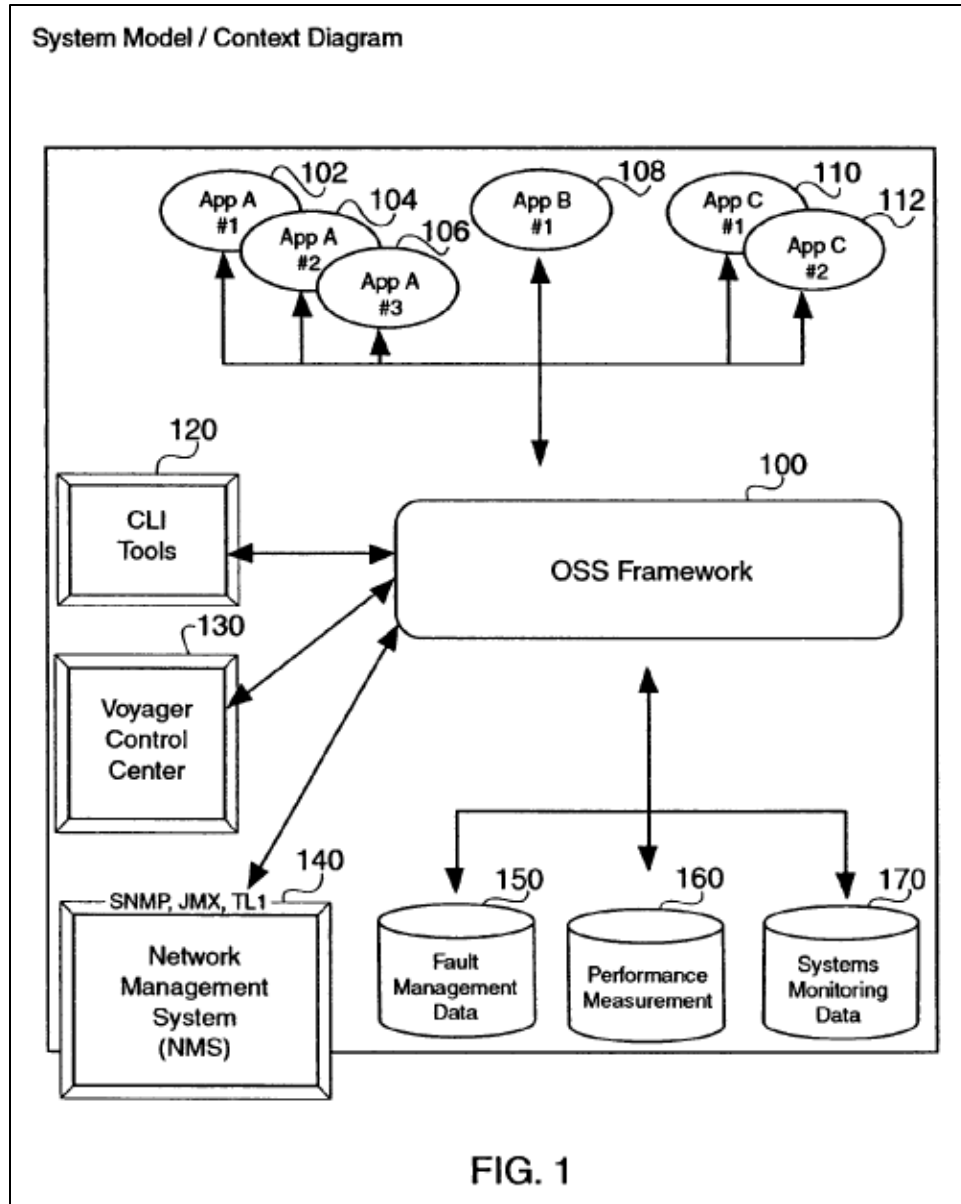 System Model / Context Diagram
102
App A
#1
104
App A
#2
106
App A
#3
108
App B
#1
110
App C
#1
112
App C
#2
120
CLI
Tools
100
OSS Framework
130
Voyager
Control
Center
140
SNMP, JMX, TL1
Network
Management
System
(NMS)
150
Fault
Management
Data
160
Performance
Measurement
170
Systems
Monitoring
Data
FIG. 1